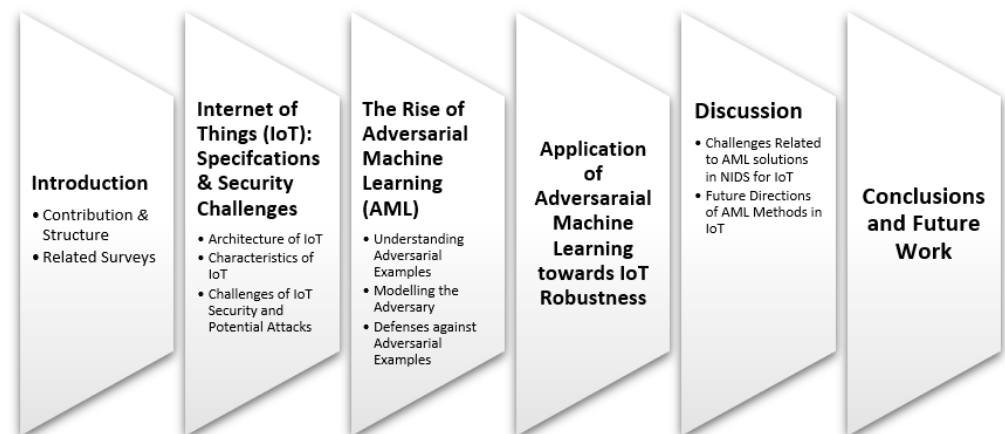 Introduction
• Contribution &
Structure
• Related Surveys
Internet of
Things (IoT):
Specifcations
& Security
Challenges
• Architecture of IoT
• Characteristics of
IoT
• Challenges of IoT
Security and
Potential Attacks
The Rise of
Adversarial
Machine
Learning
(AML)
• Understanding
Adversarial
Examples
• Modelling the
Adversary
• Defenses against
Adversarial
Examples
Application
of
Adversaraial
Machine
Learning
towards IoT
Robustness
Discussion
• Challenges Related
to AML solutions
in NIDS for IoT
• Future Directions
of AML Methods in
IoT
Conclusions
and Future
Work